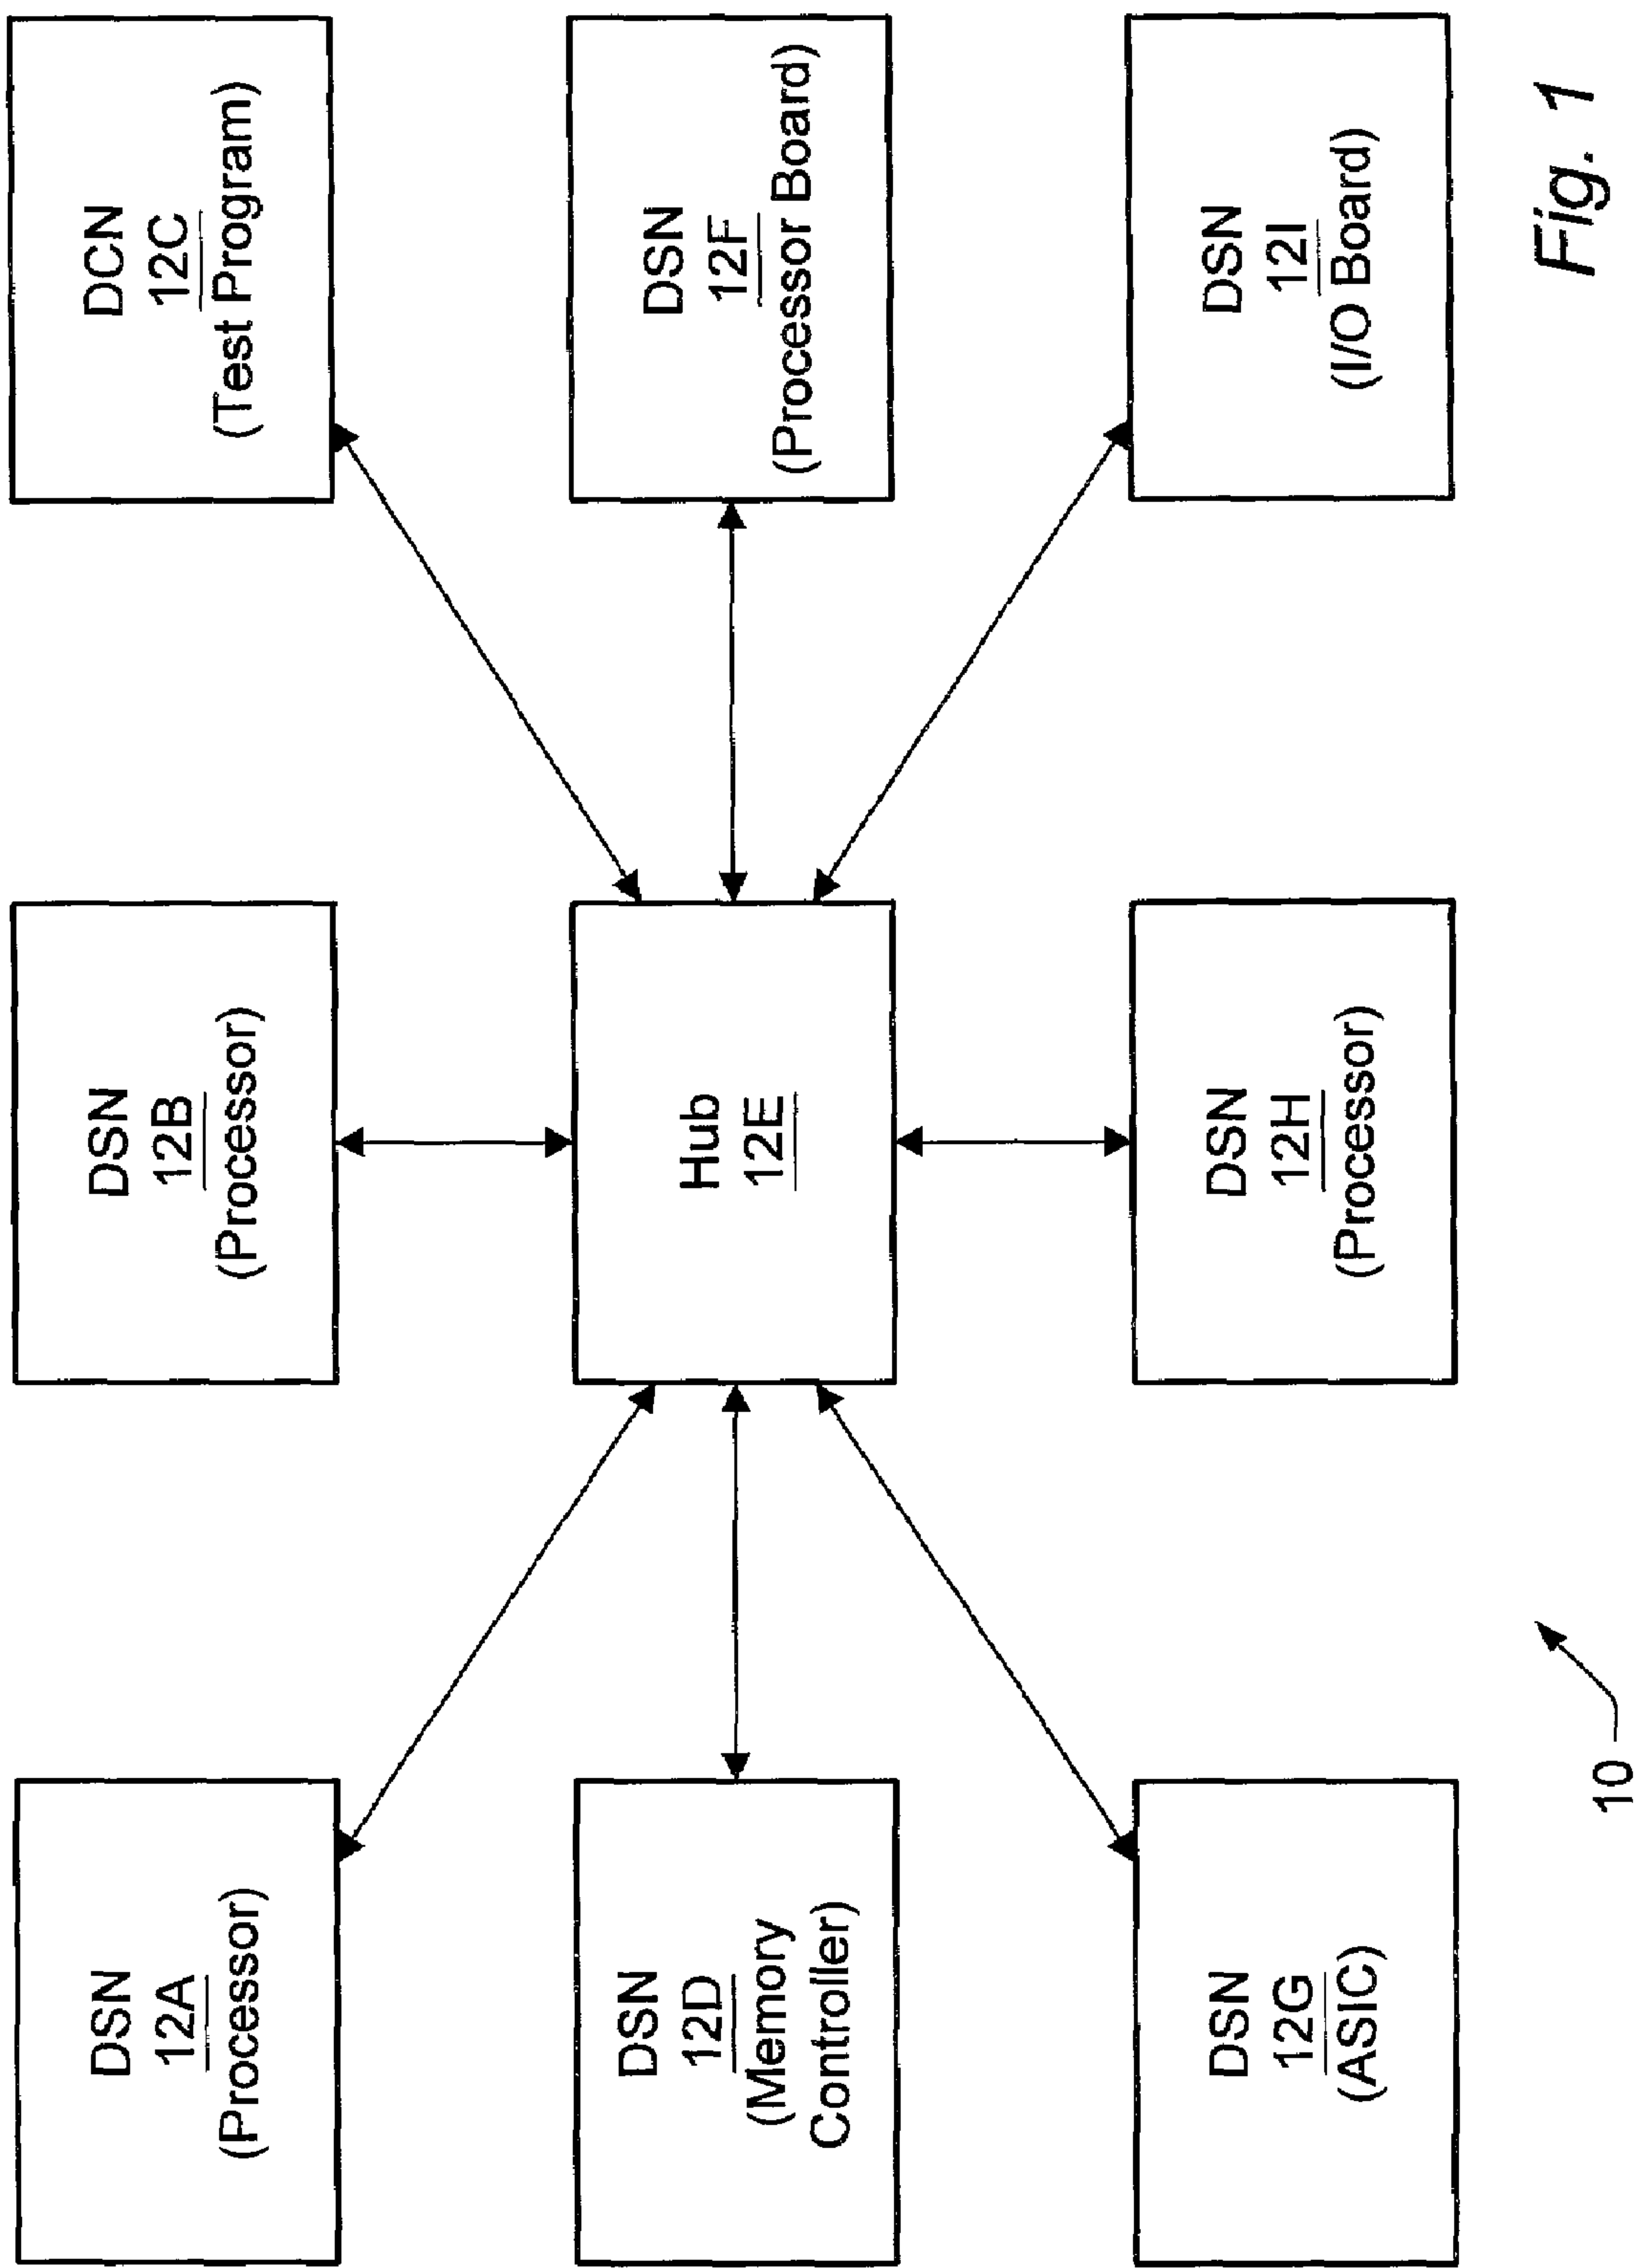 DSN
12A
(Processor)
DSN
12B
(Processor)
DCN
12C
(Test Program)
DSN
12D
(Memory
Controller)
Hub
12E
DSN
12F
(Processor Board)
DSN
12G
(ASIC)
DSN
12H
(Processor)
DSN
12I
(I/O Board)
10
Fig. 1